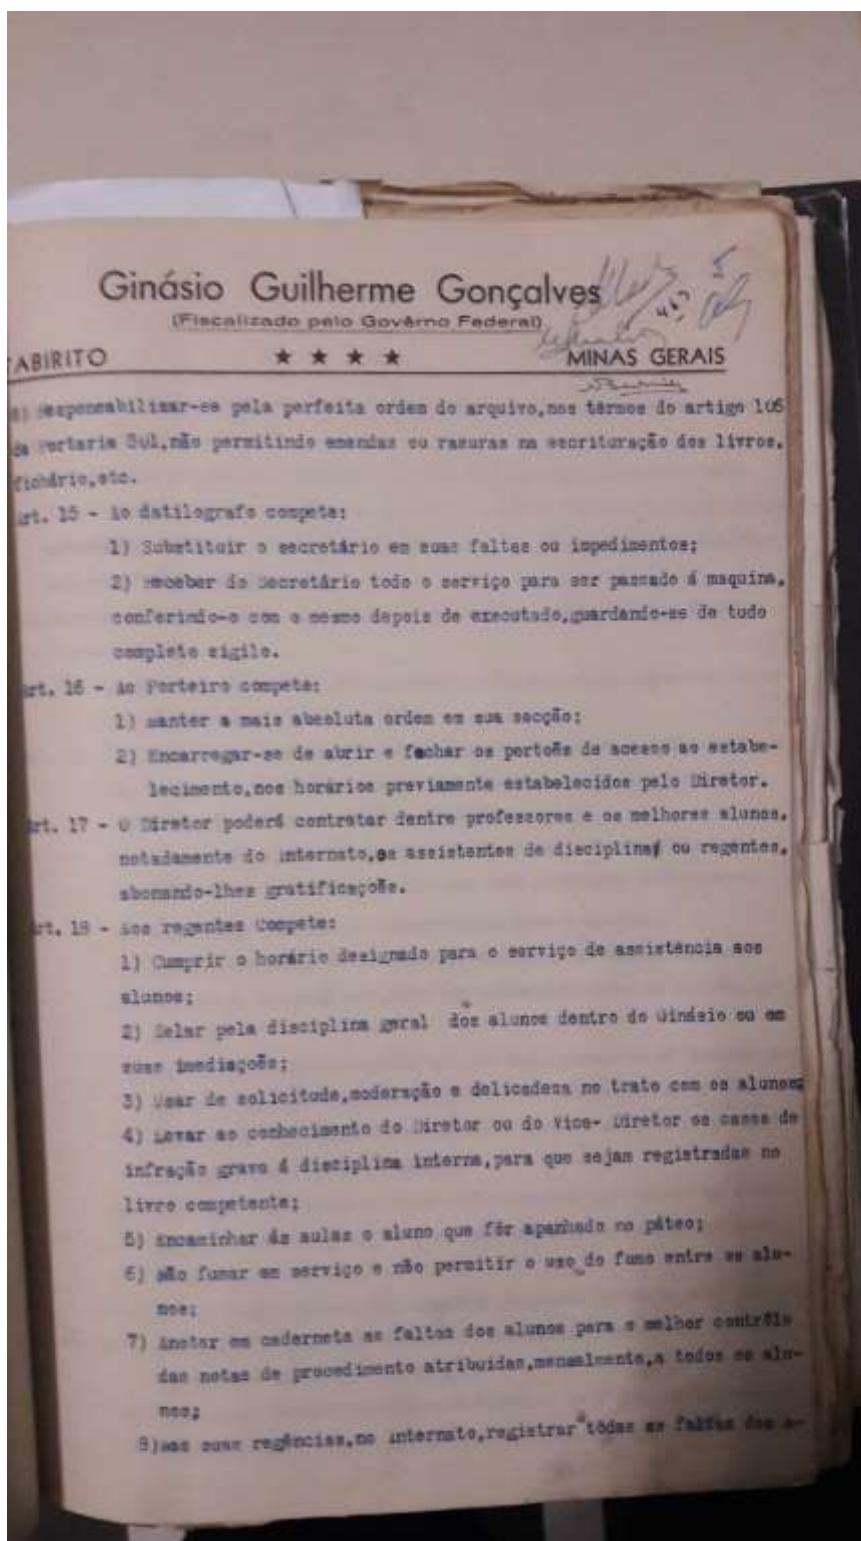 Ginásio Guilherme Gonçalves
(Fiscalizado pelo Govêrno Federal)
TABIRITO ★ ★ ★ ★ MINAS GERAIS
Responsabilizar-se pela perfeita ordem do arquivo,nos têrmos do artigo 106
da Portaria 501,não permitindo emendas ou rasuras na escrituração dos livros,
fichário,etc.
Art. 15 - Ao datilografo compete:
1) Substituir o secretário em suas faltas ou impedimentos;
2) Receber do Secretário todo o serviço para ser passado á maquina,
conferindo-o com o mesmo depois de executado,guardando-se de tudo
completo sigilo.
Art. 16 - Ao Porteiro compete:
1) Manter a mais absoluta ordem em sua secção;
2) Encarregar-se de abrir e fechar os portoẽs de acesso ao estabe-
lecimento,nos horários previamente estabelecidos pelo Diretor.
Art. 17 - O Diretor poderá contratar dentre professores e os melhores alunos,
notadamente do internato,os assistentes de disciplina ou regentes,
abonando-lhes gratificaçoẽs.
Art. 18 - Aos regentes Compete:
1) Cumprir o horário designado para o serviço de assistência aos
alunos;
2) Zelar pela disciplina geral dos alunos dentro do Ginásio ou em
suas imediaçoẽs;
3) Usar de solicitude,moderação e delicadeza no trato com os alunos;
4) Levar ao conhecimento do Diretor ou do Vice- Diretor os casos de
infração grave á disciplina interna,para que sejam registradas no
livro competente;
5) Encaminhar ás aulas o aluno que fôr apanhado no páteo;
6) Não fumar em serviço e não permitir o uso do fumo entre os alu-
nos;
7) Anotar em caderneta as faltas dos alunos para o melhor contrôle
das notas de procedimento atribuidas,mensalmente,a todos os alu-
nos;
8)Nas suas regências,no internato,registrar tôdas as faltas dos a-